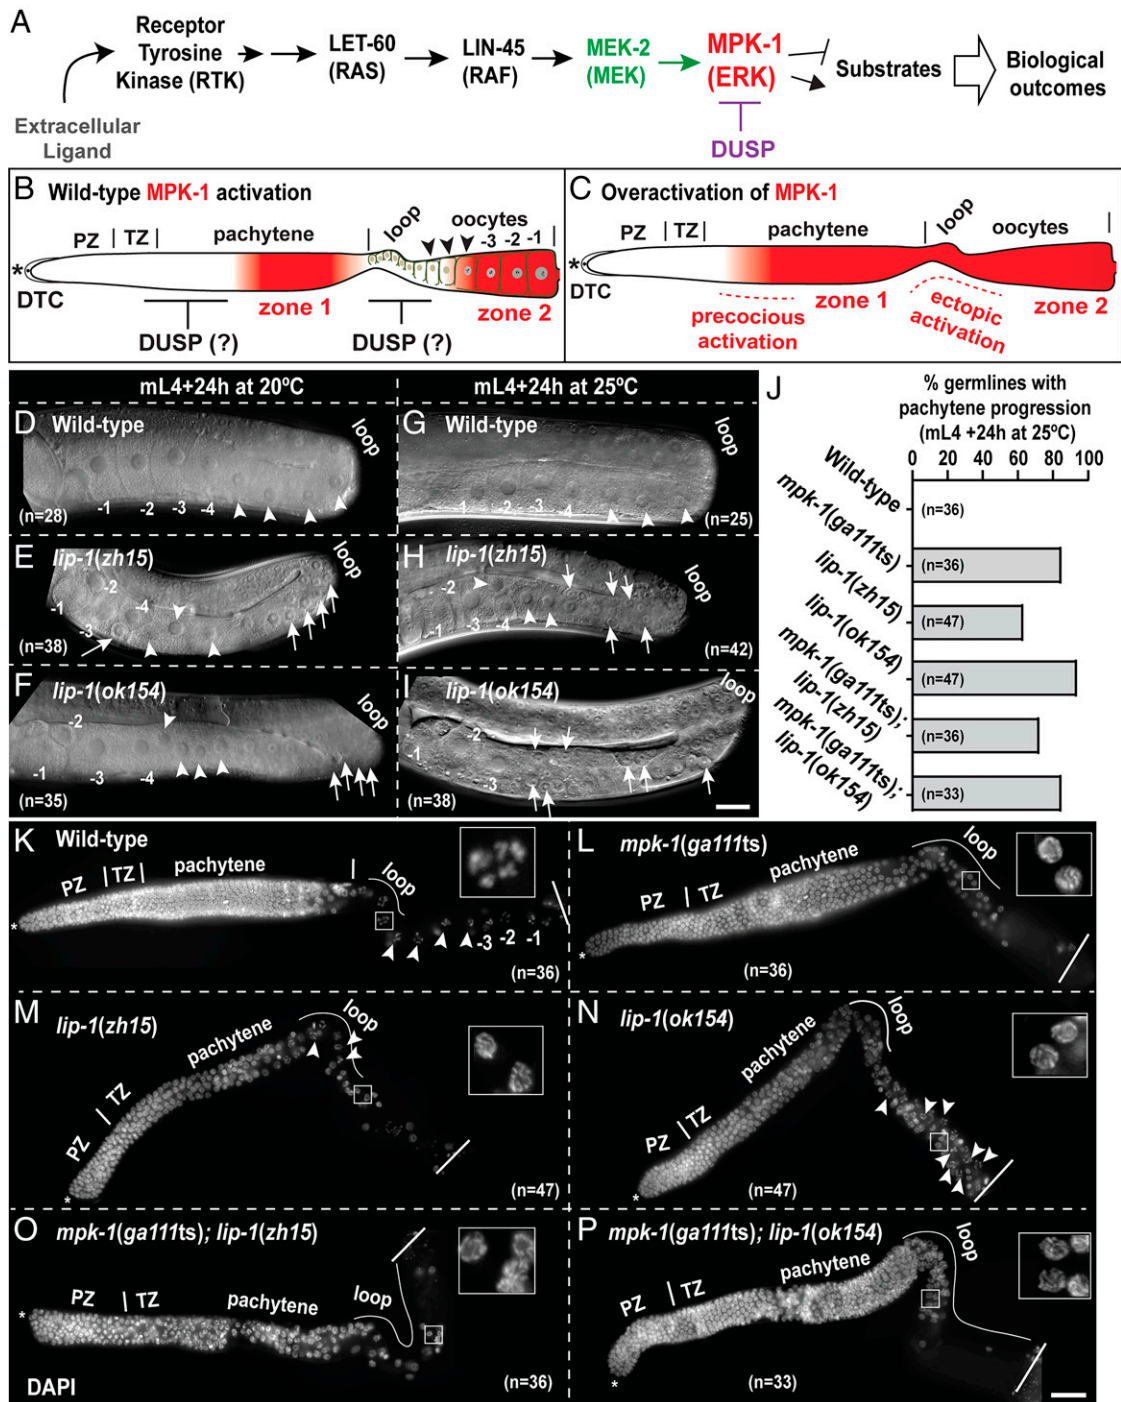 A
Receptor
Tyrosine
Kinase (RTK)
LET-60
(RAS)
LIN-45
(RAF)
MEK-2
(MEK)
MPK-1
(ERK)
Substrates
Biological
outcomes
Extracellular
Ligand
DUSP
B Wild-type MPK-1 activation
PZ | TZ | pachytene | loop oocytes
-3 -2 -1
*
DTC
zone 1
zone 2
DUSP (?)
DUSP (?)
C Overactivation of MPK-1
PZ | TZ | pachytene | loop oocytes |
*
DTC
zone 1
zone 2
precocious
activation
ectopic
activation
mL4+24h at 20ºC
mL4+24h at 25ºC
D Wild-type
loop
-1 -2 -3 -4
(n=28)
G Wild-type
loop
-1 -2 -3 -4
(n=25)
E lip-1(zh15)
loop
-1 -2 -3 -4
(n=38)
H lip-1(zh15)
loop
-1 -2 -3 -4
(n=42)
F lip-1(ok154)
loop
-1 -2 -3 -4
(n=35)
I lip-1(ok154)
loop
-1 -2 -3
(n=38)
J
% germlines with
pachytene progression
(mL4 +24h at 25ºC)
0 20 40 60 80 100
Wild-type
(n=36)
mpk-1(ga111ts)
(n=36)
lip-1(zh15)
(n=47)
lip-1(ok154)
(n=47)
mpk-1(ga111ts);
lip-1(zh15)
(n=36)
mpk-1(ga111ts);
lip-1(ok154)
(n=33)
K Wild-type
PZ | TZ | pachytene | loop
*
-3 -2 -1
(n=36)
L mpk-1(ga111ts)
PZ | TZ pachytene loop
*
(n=36)
M lip-1(zh15)
PZ | TZ pachytene loop
*
(n=47)
N lip-1(ok154)
PZ | TZ pachytene loop
*
(n=47)
O mpk-1(ga111ts); lip-1(zh15)
PZ | TZ pachytene loop
*
DAPI
(n=36)
P mpk-1(ga111ts); lip-1(ok154)
PZ | TZ pachytene loop
*
(n=33)